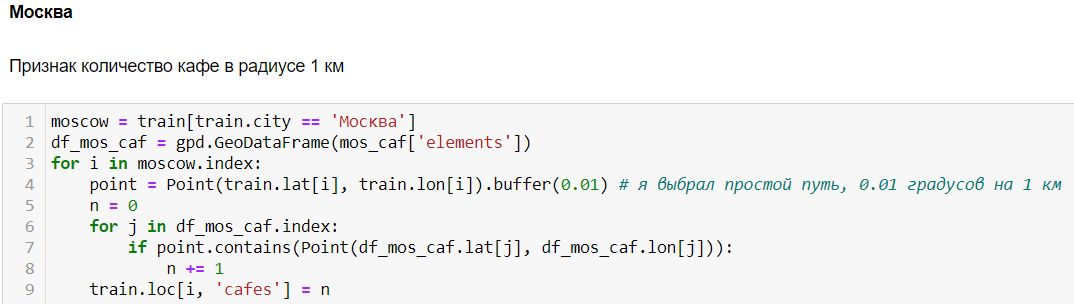 Москва
Признак количество кафе в радиусе 1 км
1 moscow = train[train.city == 'Москва']
2 df_mos_caf = gpd.GeoDataFrame(mos_caf['elements'])
3 for i in moscow.index:
4     point = Point(train.lat[i], train.lon[i]).buffer(0.01) # я выбрал простой путь, 0.01 градусов на 1 км
5     n = 0
6     for j in df_mos_caf.index:
7         if point.contains(Point(df_mos_caf.lat[j], df_mos_caf.lon[j])):
8             n += 1
9     train.loc[i, 'cafes'] = n